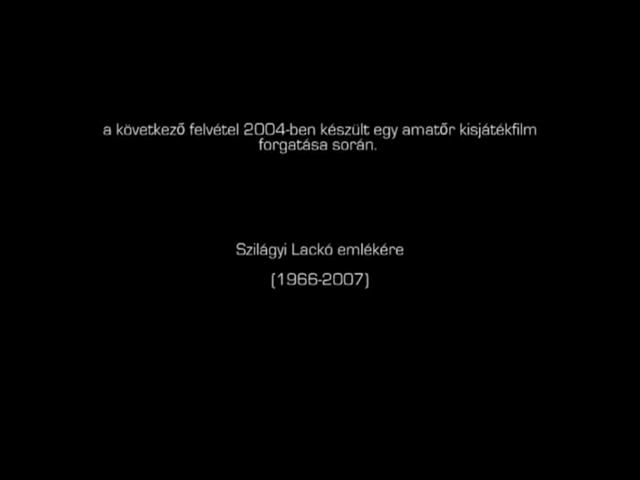 a következő felvétel 2004-ben készült egy amatőr kisjátékfilm
forgatása során.
Szilágyi Lackó emlékére
(1966-2007)